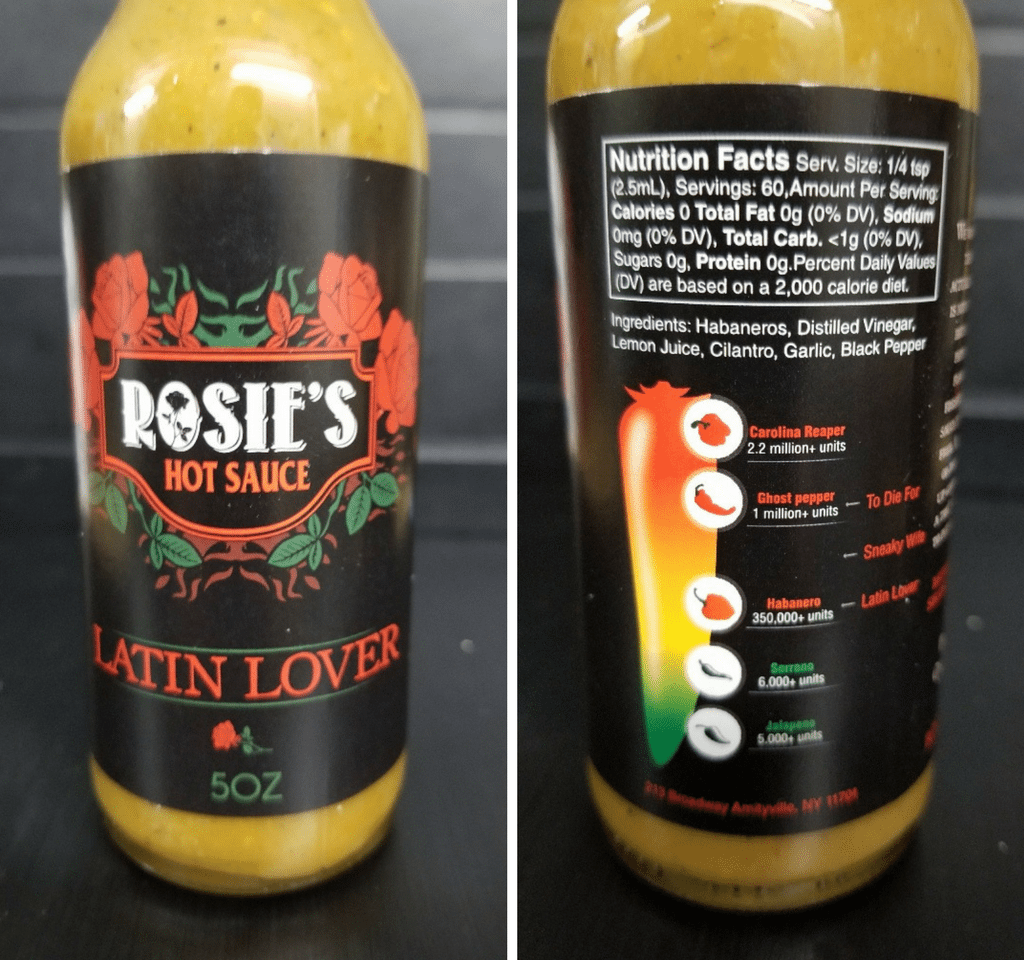 ROSIE'S
HOT SAUCE
LATIN LOVER
5OZ
Nutrition Facts Serv. Size: 1/4 tsp
(2.5mL), Servings: 60,Amount Per Serving:
Calories 0 Total Fat 0g (0% DV), Sodium
0mg (0% DV), Total Carb. <1g (0% DV),
Sugars 0g, Protein 0g.Percent Daily Values
(DV) are based on a 2,000 calorie diet.
Ingredients: Habaneros, Distilled Vinegar,
Lemon Juice, Cilantro, Garlic, Black Pepper
Carolina Reaper
2.2 million+ units
Ghost pepper
1 million+ units
To Die For
Sneaky Wife
Habanero
350,000+ units
Latin Lover
Serrano
6,000+ units
Jalapeno
5,000+ units
Broadway Amityville, NY 11701